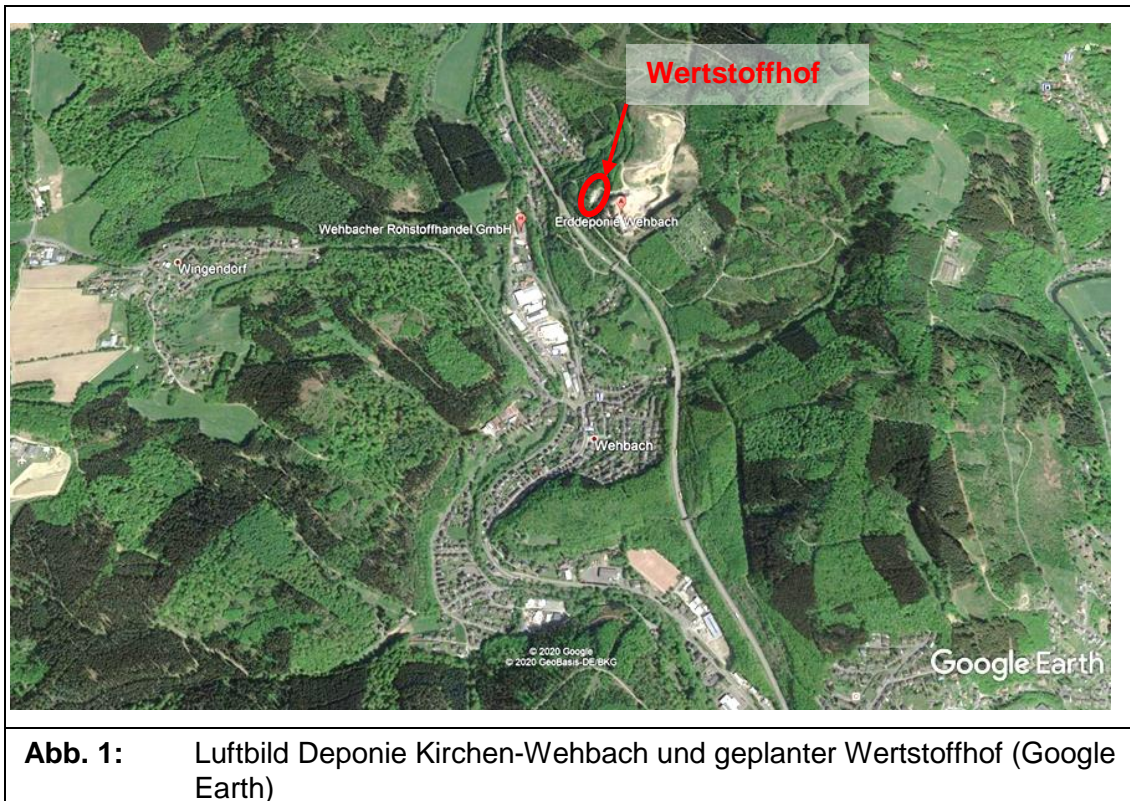 Wertstoffhof
Wehbacher Rohstoffhandel GmbH
Erddeponie Wehbach
Wingendorf
Wehbach
© 2020 Google
© 2020 GeoBasis-DE/BKG
Google Earth
Abb. 1: Luftbild Deponie Kirchen-Wehbach und geplanter Wertstoffhof (Google
Earth)